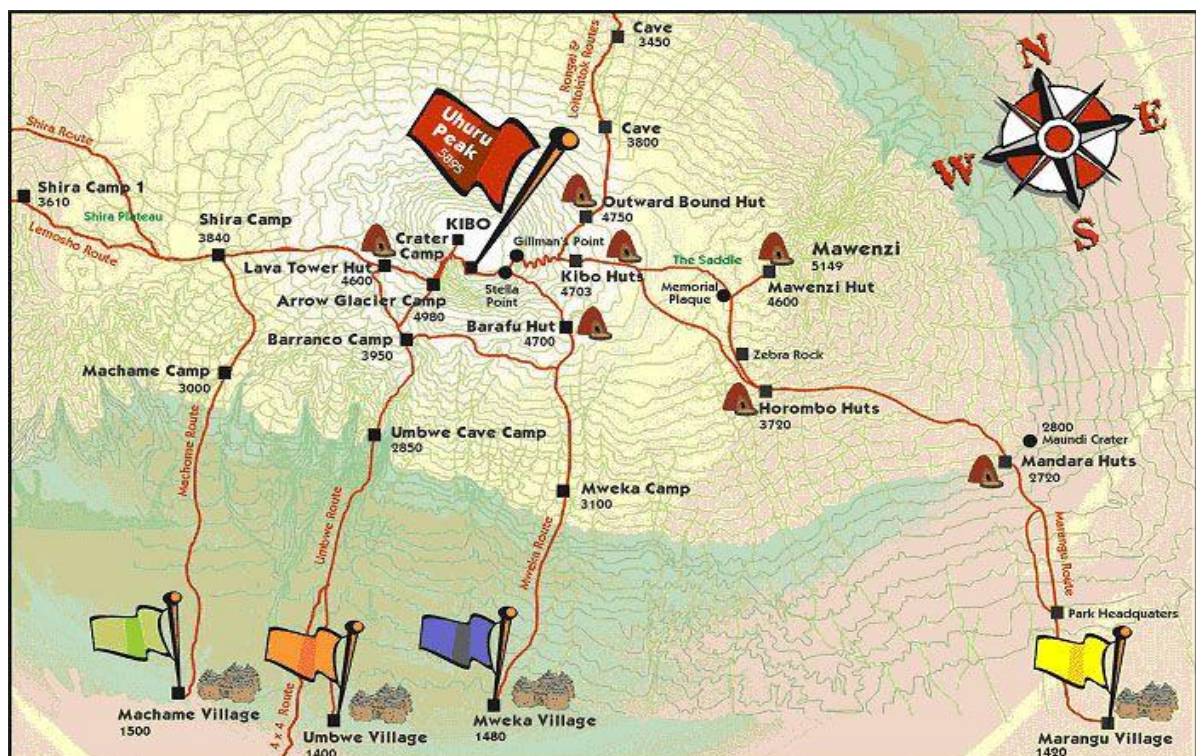 Cave
3450
Rongai &
Loitokitok Routes
N
E
W
S
Uhuru
Peak
5895
Cave
3800
Shira Route
Shira Camp 1
3610
Shira Plateau
Lemosho Route
Shira Camp
3840
KIBO
Crater
Camp
Outward Bound Hut
4750
Gillman's Point
Lava Tower Hut
4600
Kibo Huts
4703
The Saddle
Mawenzi
5149
Mawenzi Hut
4600
Memorial
Plaque
Stella
Point
Arrow Glacier Camp
4980
Barafu Hut
4700
Barranco Camp
3950
Zebra Rock
Machame Camp
3000
Horombo Huts
3720
Umbwe Cave Camp
2850
2800
Maundi Crater
Mandara Huts
2720
Machome Route
Mweka Camp
3100
Umbwe Route
Mweka Route
Marangu Route
Park Headquaters
Machame Village
1500
4 x 4 Route
Umbwe Village
1400
Mweka Village
1480
Marangu Village
1420